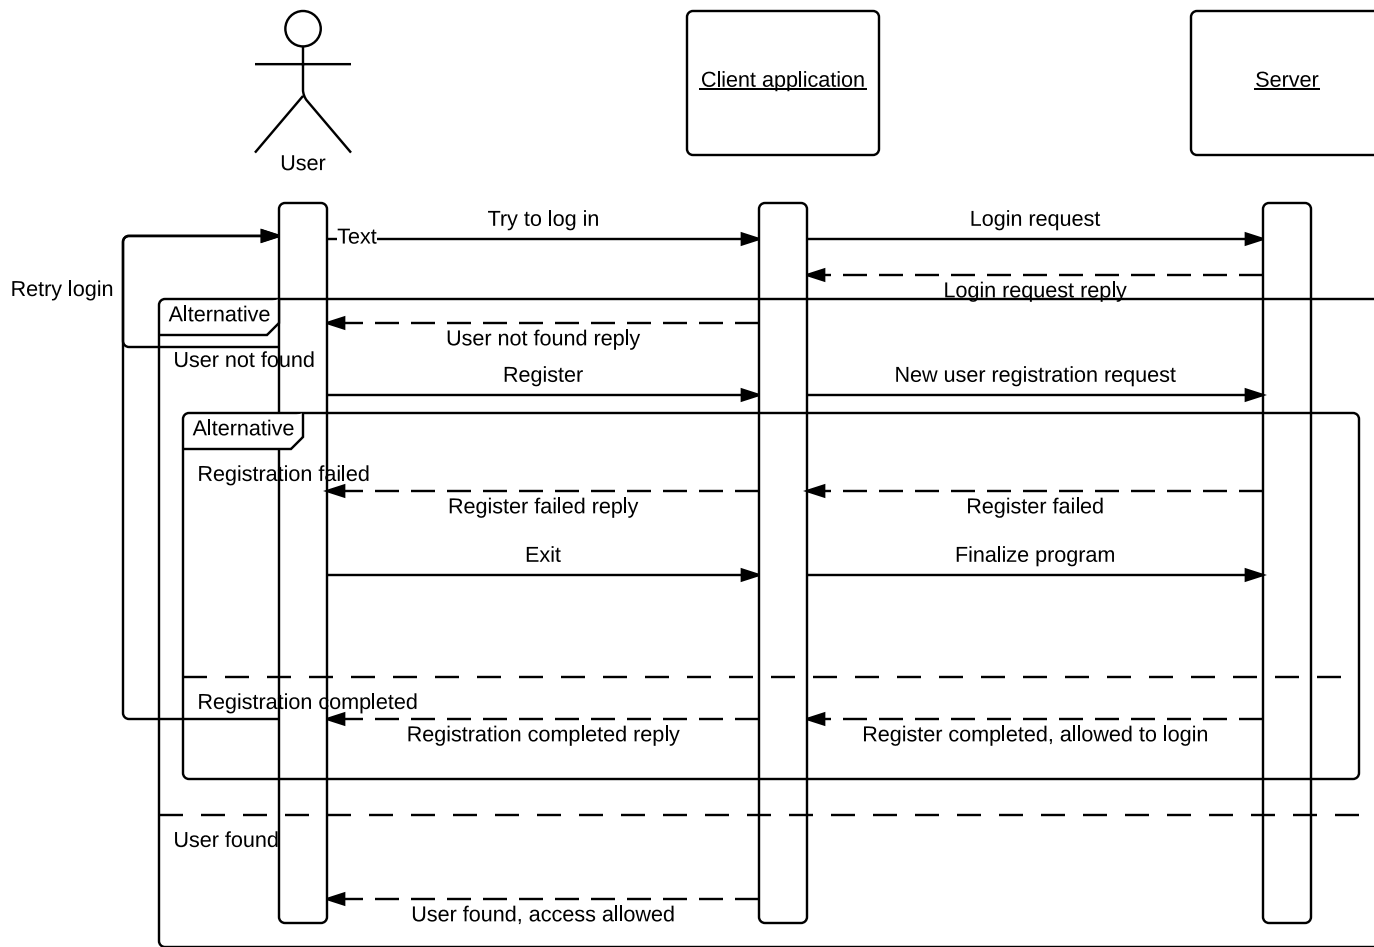 Client application
Server
User
Try to log in
Login request
Text
Retry login
Login request reply
Alternative
User not found reply
User not found
Register
New user registration request
Alternative
Registration failed
Register failed reply
Register failed
Exit
Finalize program
Registration completed
Registration completed reply
Register completed, allowed to login
User found
User found, access allowed